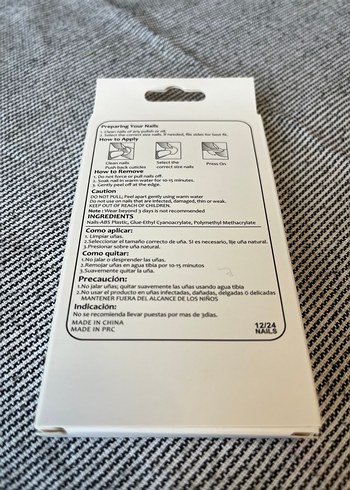 Preparing Your Nails
1. Clean nails of any polish or oil.
2. Select the correct size nails. If needed, file sides for best fit.
How to Apply
Clean nails
Push back cuticles
Select the
correct size nails
Press On
How to Remove
1. Do not force or pull nails off.
2. Soak nail in warm water for 10-15 minutes.
3. Gently peel off at the edge.
Caution
DO NOT PULL; Peel apart gently using warm water
Do not use on nails that are infected, damaged, thin or weak.
KEEP OUT OF REACH OF CHILDREN.
Note : Wear beyond 3 days is not recommended
INGREDIENTS
Nails-ABS Plastic, Glue-Ethyl Cyanoacrylate, Polymethyl Methacrylate
Como aplicar:
1. Limpiar uñas.
2.Seleccionar el tamaño correcto de uña. Si es necesario, lije uña natural.
3.Presionar sobre uña natural.
Como quitar:
1.No jalar o desprender las uñas.
2.Remojar uñas en agua tibia por 10-15 minutos
3.Suavemente quitar la uña.
Precaución:
1.No jalar uñas; quitar suavemente las uñas usando agua tibia
2.No usar el producto en uñas infectadas, dañadas, delgadas ó delicadas
MANTENER FUERA DEL ALCANCE DE LOS NIÑOS
Indicación:
No se recomienda llevar puestas por mas de 3dias.
MADE IN CHINA
MADE IN PRC
12/24
NAILS